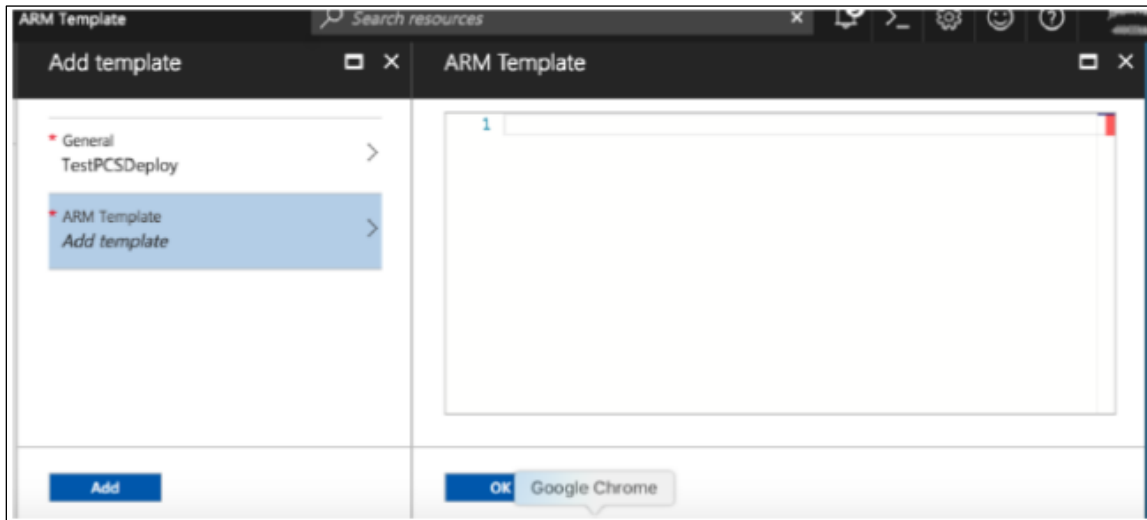 ARM Template
Search resources
Add template
ARM Template
* General
TestPCSDeploy
* ARM Template
Add template
1
Add
OK
Google Chrome